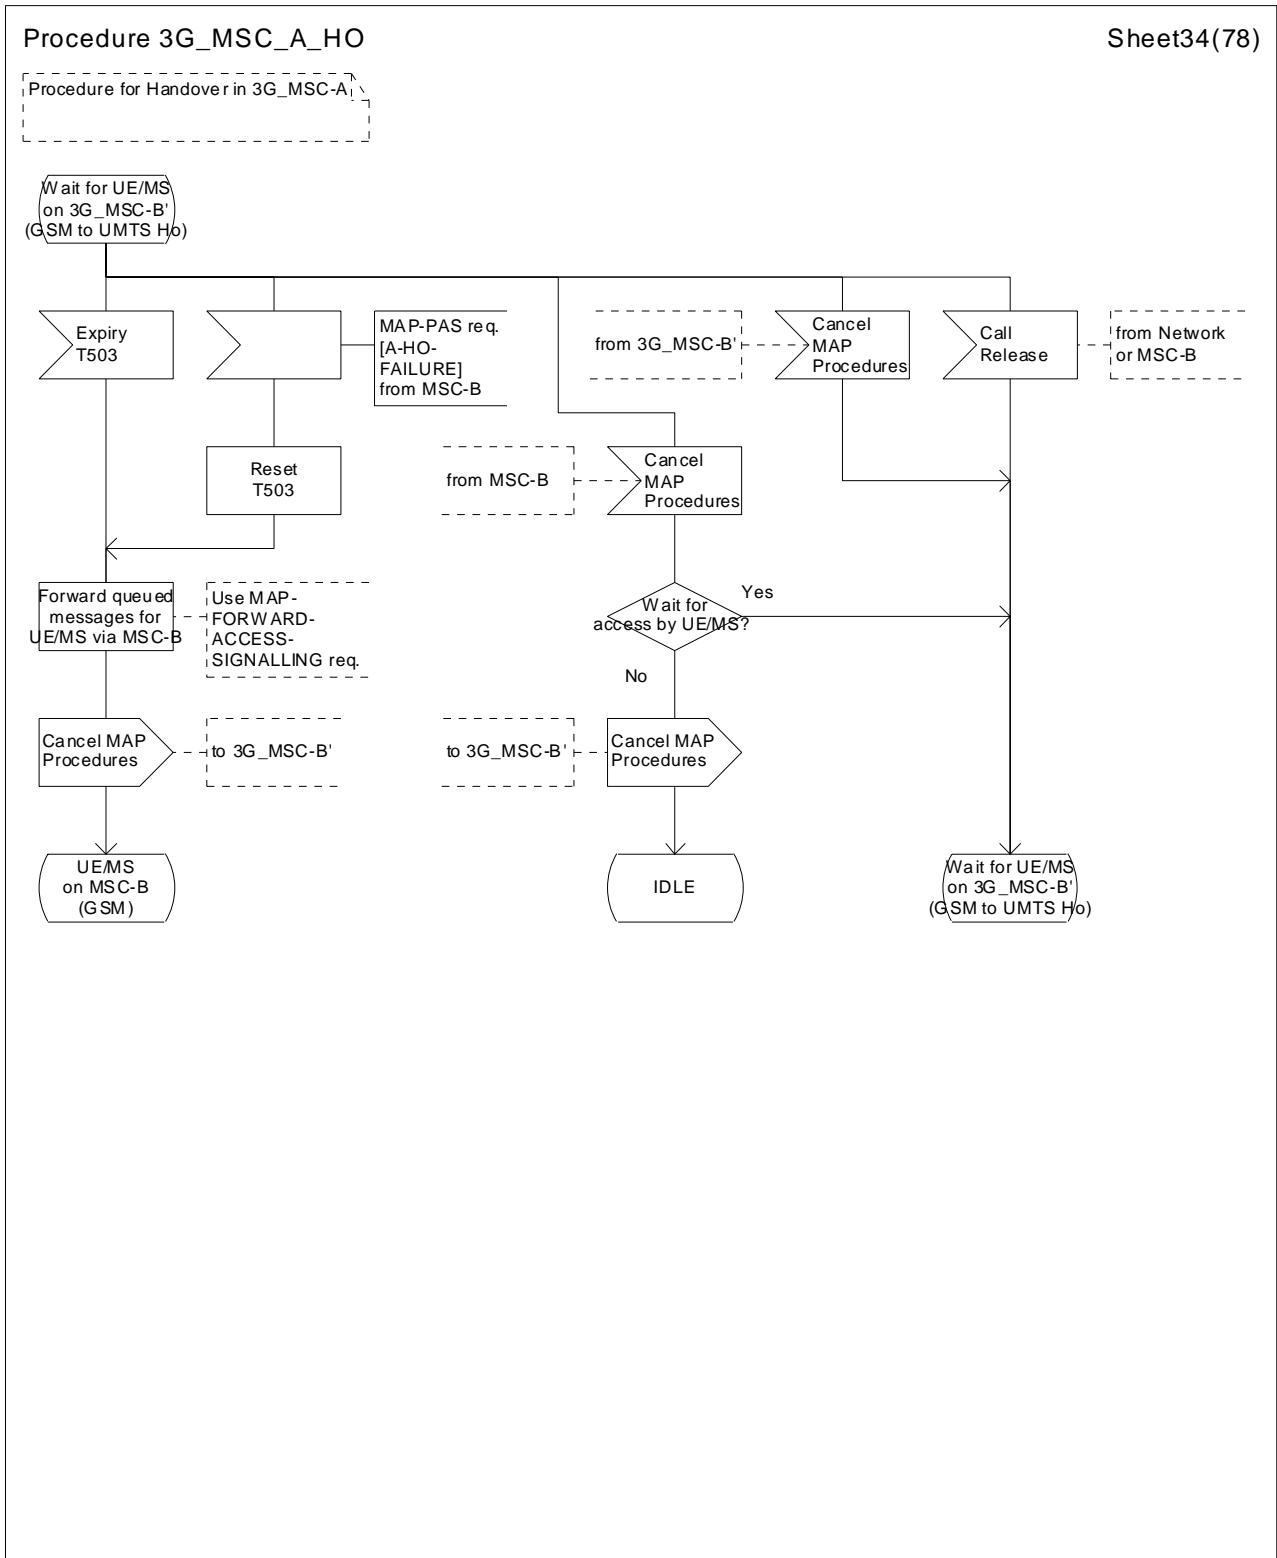 Procedure 3G_MSC_A_HO
Sheet34(78)
Procedure for Handover in 3G_MSC-A
Wait for UE/MS
on 3G_MSC-B'
(GSM to UMTS Ho)
Expiry
T503
MAP-PAS req.
[A-HO-
FAILURE]
from MSC-B
from 3G_MSC-B'
Cancel
MAP
Procedures
Call
Release
from Network
or MSC-B
Reset
T503
from MSC-B
Cancel
MAP
Procedures
Forward queued
messages for
UE/MS via MSC-B
Use MAP-
FORWARD-
ACCESS-
SIGNALLING req.
Wait for
access by UE/MS?
Yes
No
Cancel MAP
Procedures
to 3G_MSC-B'
to 3G_MSC-B'
Cancel MAP
Procedures
UE/MS
on MSC-B
(GSM)
IDLE
Wait for UE/MS
on 3G_MSC-B'
(GSM to UMTS Ho)